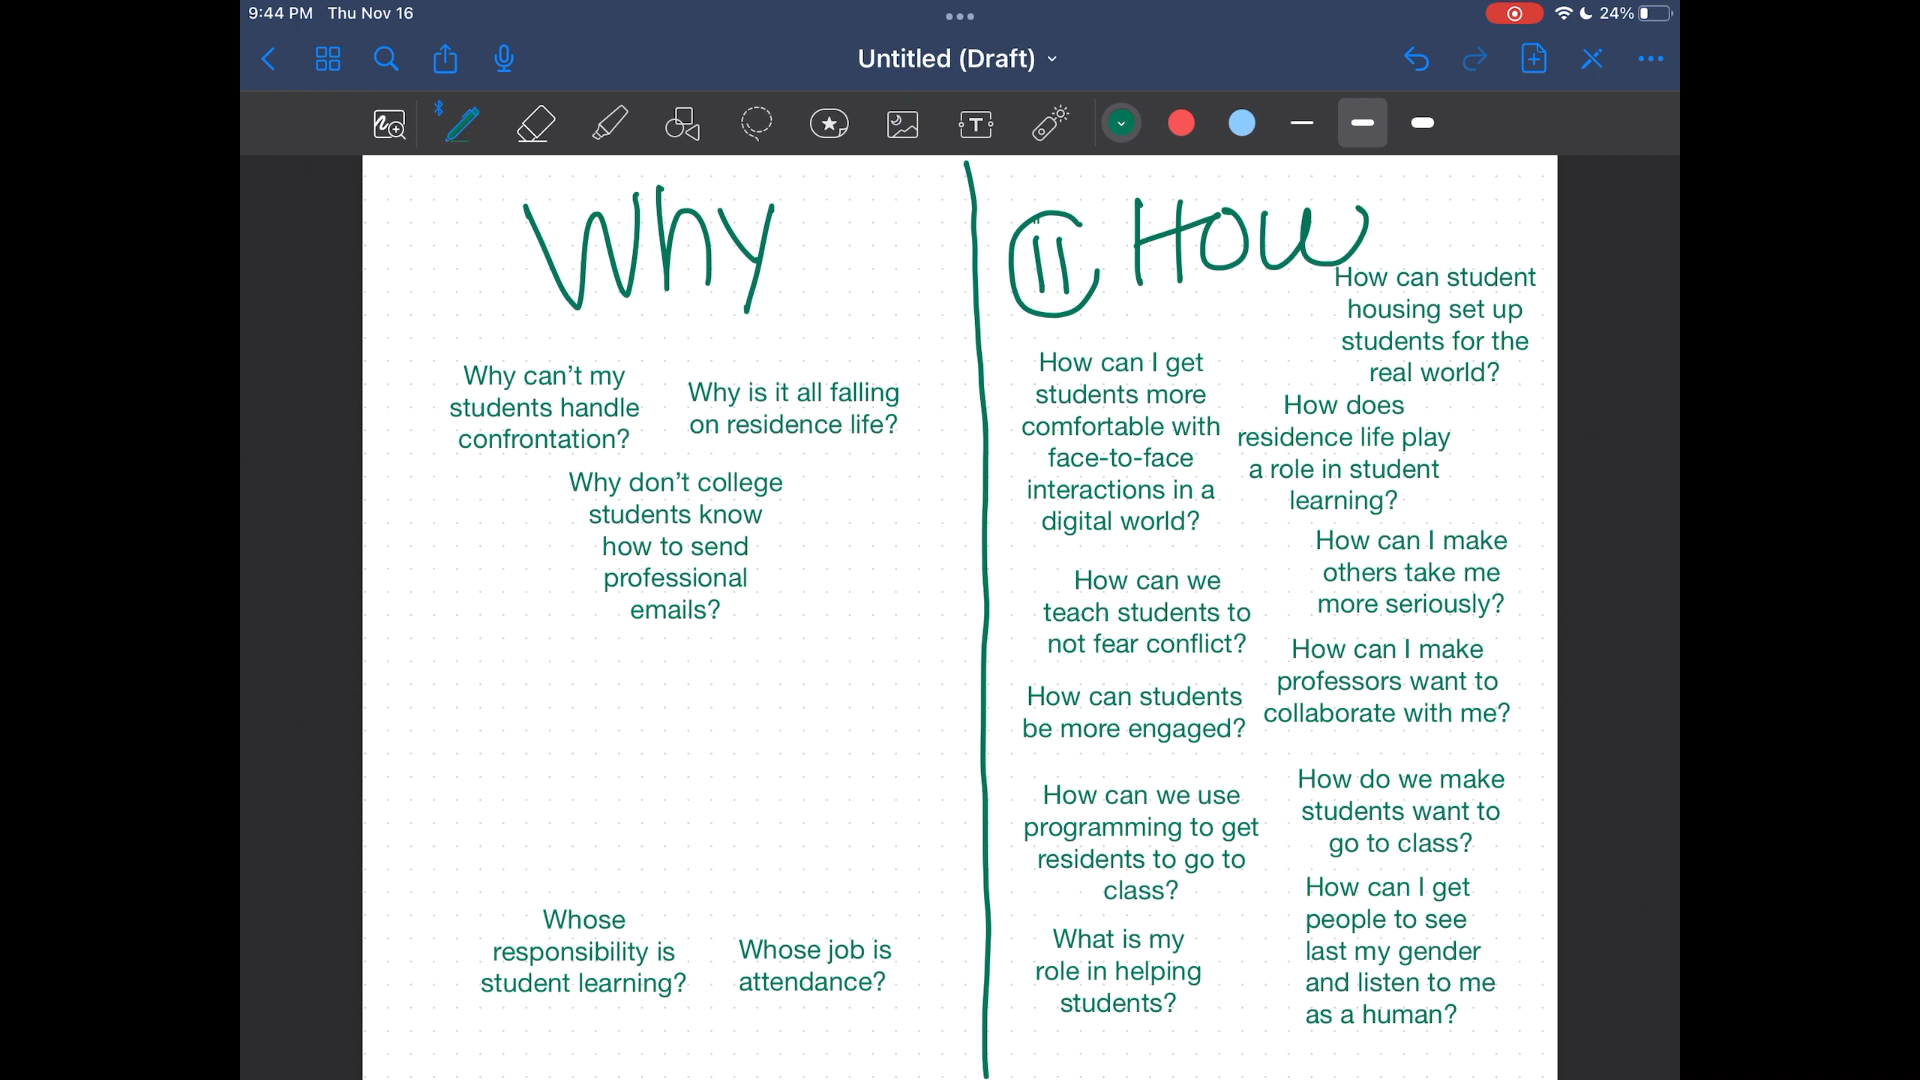 9:44 PM Thu Nov 16
24%
Untitled (Draft)
T
Why
Why can’t my
students handle
confrontation?
Why is it all falling
on residence life?
Why don’t college
students know
how to send
professional
emails?
Whose
responsibility is
student learning?
Whose job is
attendance?
11 How
How can student
housing set up
students for the
real world?
How can I get
students more
comfortable with
face-to-face
interactions in a
digital world?
How does
residence life play
a role in student
learning?
How can I make
others take me
more seriously?
How can we
teach students to
not fear conflict?
How can I make
professors want to
collaborate with me?
How can students
be more engaged?
How do we make
students want to
go to class?
How can we use
programming to get
residents to go to
class?
How can I get
people to see
last my gender
and listen to me
as a human?
What is my
role in helping
students?